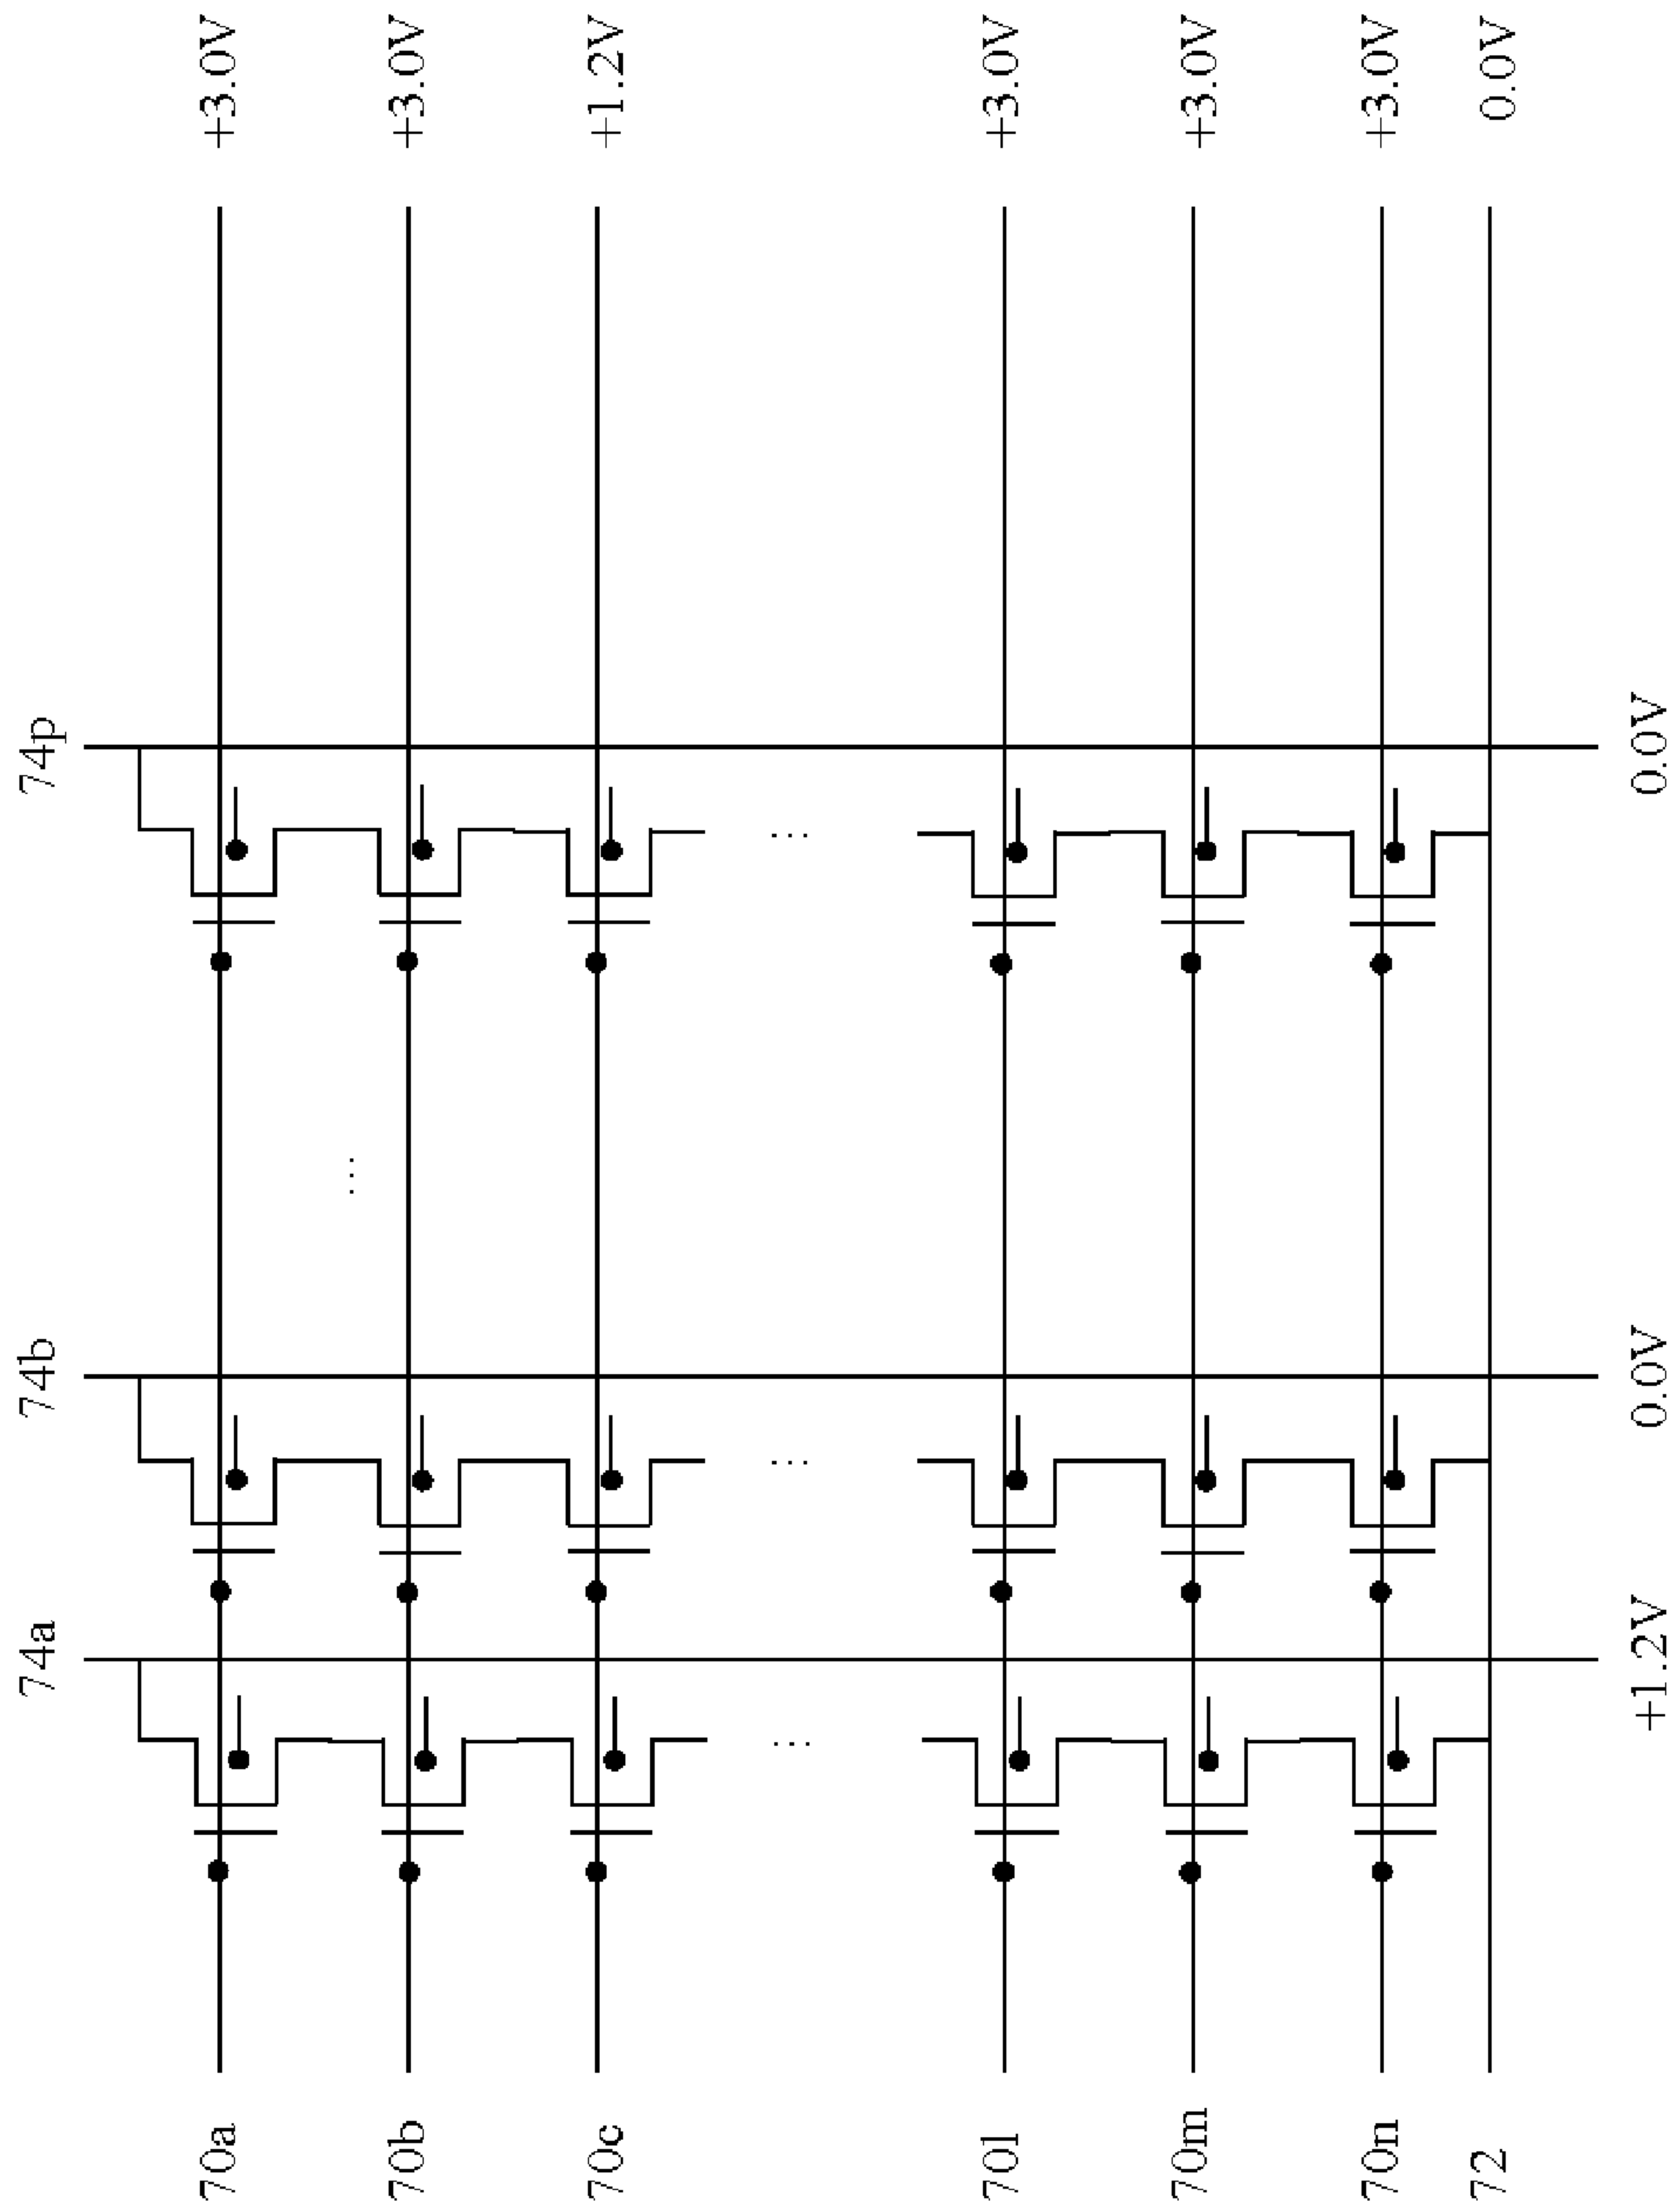 74a 74b 74p
70a +3.0V
70b +3.0V
70c +1.2V
70l +3.0V
70m +3.0V
70n +3.0V
72 0.0V
+1.2V 0.0V 0.0V